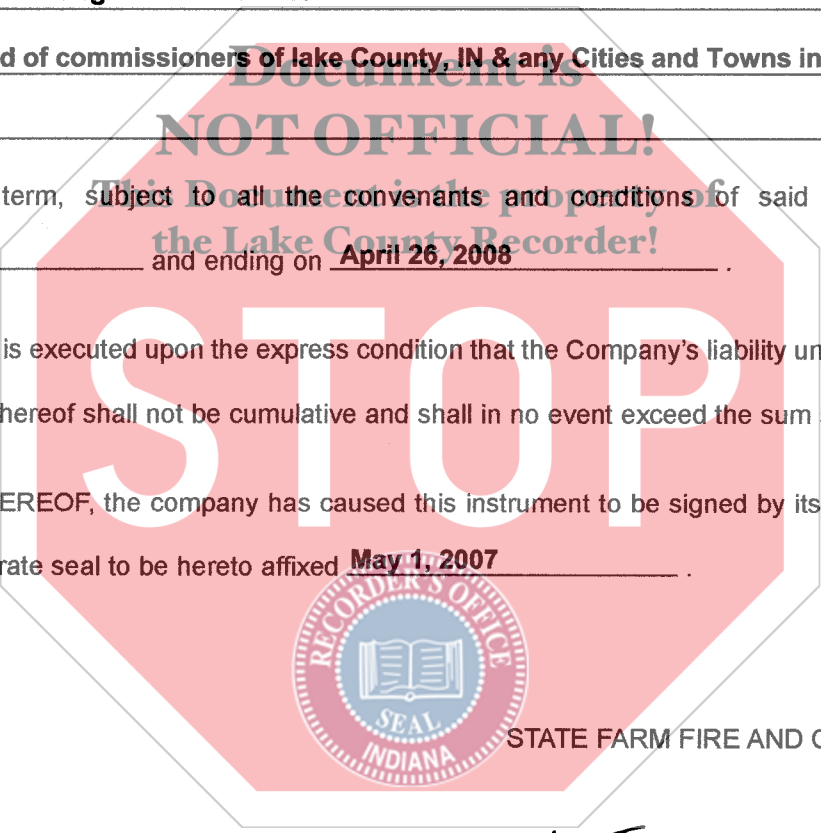 d of commissioners of lake County, IN & any Cities and Towns in
Document is
NOT OFFICIAL!
term, subject to all the convenants and conditions of said
This Document is the property of
the Lake County Recorder!
and ending on April 26, 2008 .
STOP
is executed upon the express condition that the Company's liability un
hereof shall not be cumulative and shall in no event exceed the sum
EREOF, the company has caused this instrument to be signed by its
rate seal to be hereto affixed May 1, 2007 .
RECORDER'S OFFICE
SEAL
INDIANA
STATE FARM FIRE AND